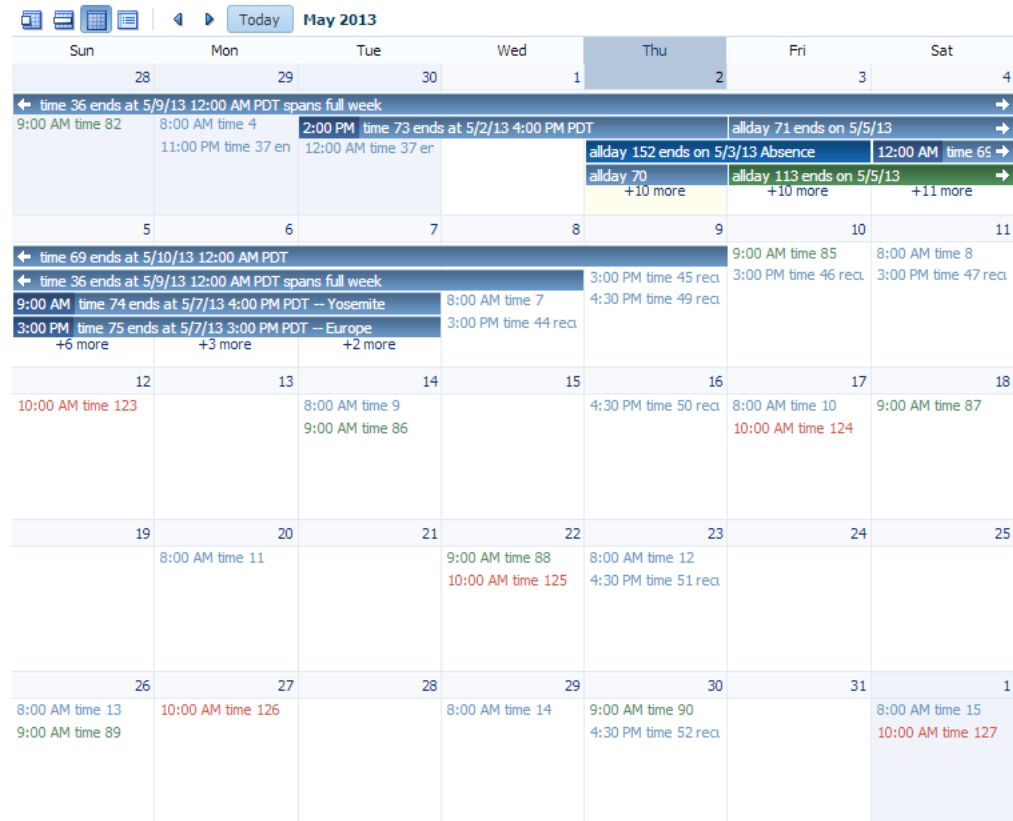 Today May 2013
Sun Mon Tue Wed Thu Fri Sat
28 29 30 1 2 3 4
time 36 ends at 5/9/13 12:00 AM PDT spans full week
9:00 AM time 82 8:00 AM time 4 2:00 PM time 73 ends at 5/2/13 4:00 PM PDT allday 71 ends on 5/5/13
11:00 PM time 37 en 12:00 AM time 37 er allday 152 ends on 5/3/13 Absence 12:00 AM time 69
allday 70 allday 113 ends on 5/5/13
+10 more +10 more +11 more
5 6 7 8 9 10 11
time 69 ends at 5/10/13 12:00 AM PDT 9:00 AM time 85 8:00 AM time 8
time 36 ends at 5/9/13 12:00 AM PDT spans full week 3:00 PM time 45 recu 3:00 PM time 46 recu 3:00 PM time 47 recu
9:00 AM time 74 ends at 5/7/13 4:00 PM PDT -- Yosemite 8:00 AM time 7 4:30 PM time 49 recu
3:00 PM time 75 ends at 5/7/13 3:00 PM PDT -- Europe 3:00 PM time 44 recu
+6 more +3 more +2 more
12 13 14 15 16 17 18
10:00 AM time 123 8:00 AM time 9 4:30 PM time 50 recu 8:00 AM time 10 9:00 AM time 87
9:00 AM time 86 10:00 AM time 124
19 20 21 22 23 24 25
8:00 AM time 11 9:00 AM time 88 8:00 AM time 12
10:00 AM time 125 4:30 PM time 51 recu
26 27 28 29 30 31 1
8:00 AM time 13 10:00 AM time 126 8:00 AM time 14 9:00 AM time 90 8:00 AM time 15
9:00 AM time 89 4:30 PM time 52 recu 10:00 AM time 127